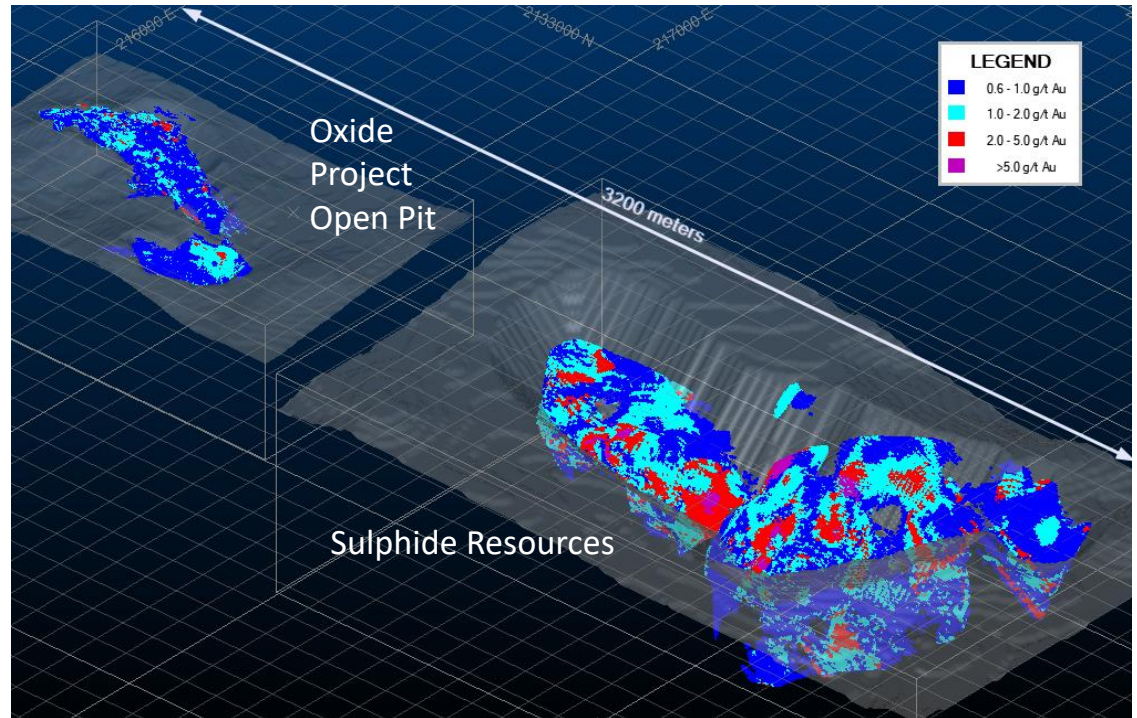 216000 E
2133000 N
217000 E
LEGEND
0.6 - 1.0 g/t Au
1.0 - 2.0 g/t Au
2.0 - 5.0 g/t Au
>5.0 g/t Au
Oxide
Project
Open Pit
3200 meters
Sulphide Resources